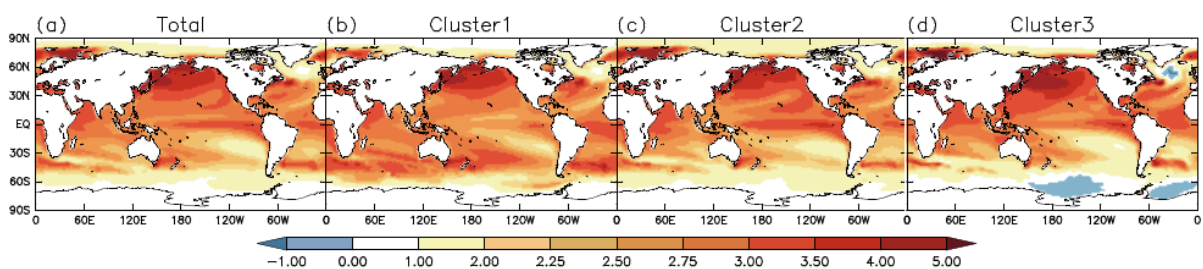 (a) Total (b) Cluster1 (c) Cluster2 (d) Cluster3
90N
60N
30N
EQ
30S
60S
90S
0 60E 120E 180 120W 60W 0 60E 120E 180 120W 60W 0 60E 120E 180 120W 60W 0 60E 120E 180 120W 60W 0
−1.00 0.00 1.00 2.00 2.25 2.50 2.75 3.00 3.50 4.00 5.00